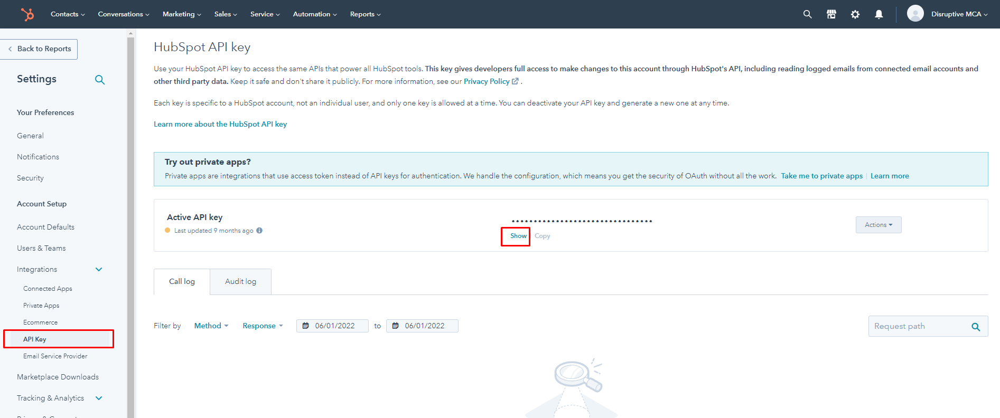 Contacts Conversations Marketing Sales Service Automation Reports Disruptive MCA
Back to Reports
Settings
Your Preferences
General
Notifications
Security
Account Setup
Account Defaults
Users & Teams
Integrations
Connected Apps
Private Apps
Ecommerce
API Key
Email Service Provider
Marketplace Downloads
Tracking & Analytics
HubSpot API key
Use your HubSpot API key to access the same APIs that power all HubSpot tools. This key gives developers full access to make changes to this account through HubSpot's API, including reading logged emails from connected email accounts and
other third party data. Keep it safe and don't share it publicly. For more information, see our Privacy Policy .
Each key is specific to a HubSpot account, not an individual user, and only one key is allowed at a time. You can deactivate your API key and generate a new one at any time.
Learn more about the HubSpot API key
Try out private apps?
Private apps are integrations that use access token instead of API keys for authentication. We handle the configuration, which means you get the security of OAuth without all the work. Take me to private apps | Learn more
Active API key
Last updated 9 months ago
••••••••••••••••••••••••••••••••
Show Copy
Actions
Call log Audit log
Filter by Method Response 06/01/2022 to 06/01/2022 Request path